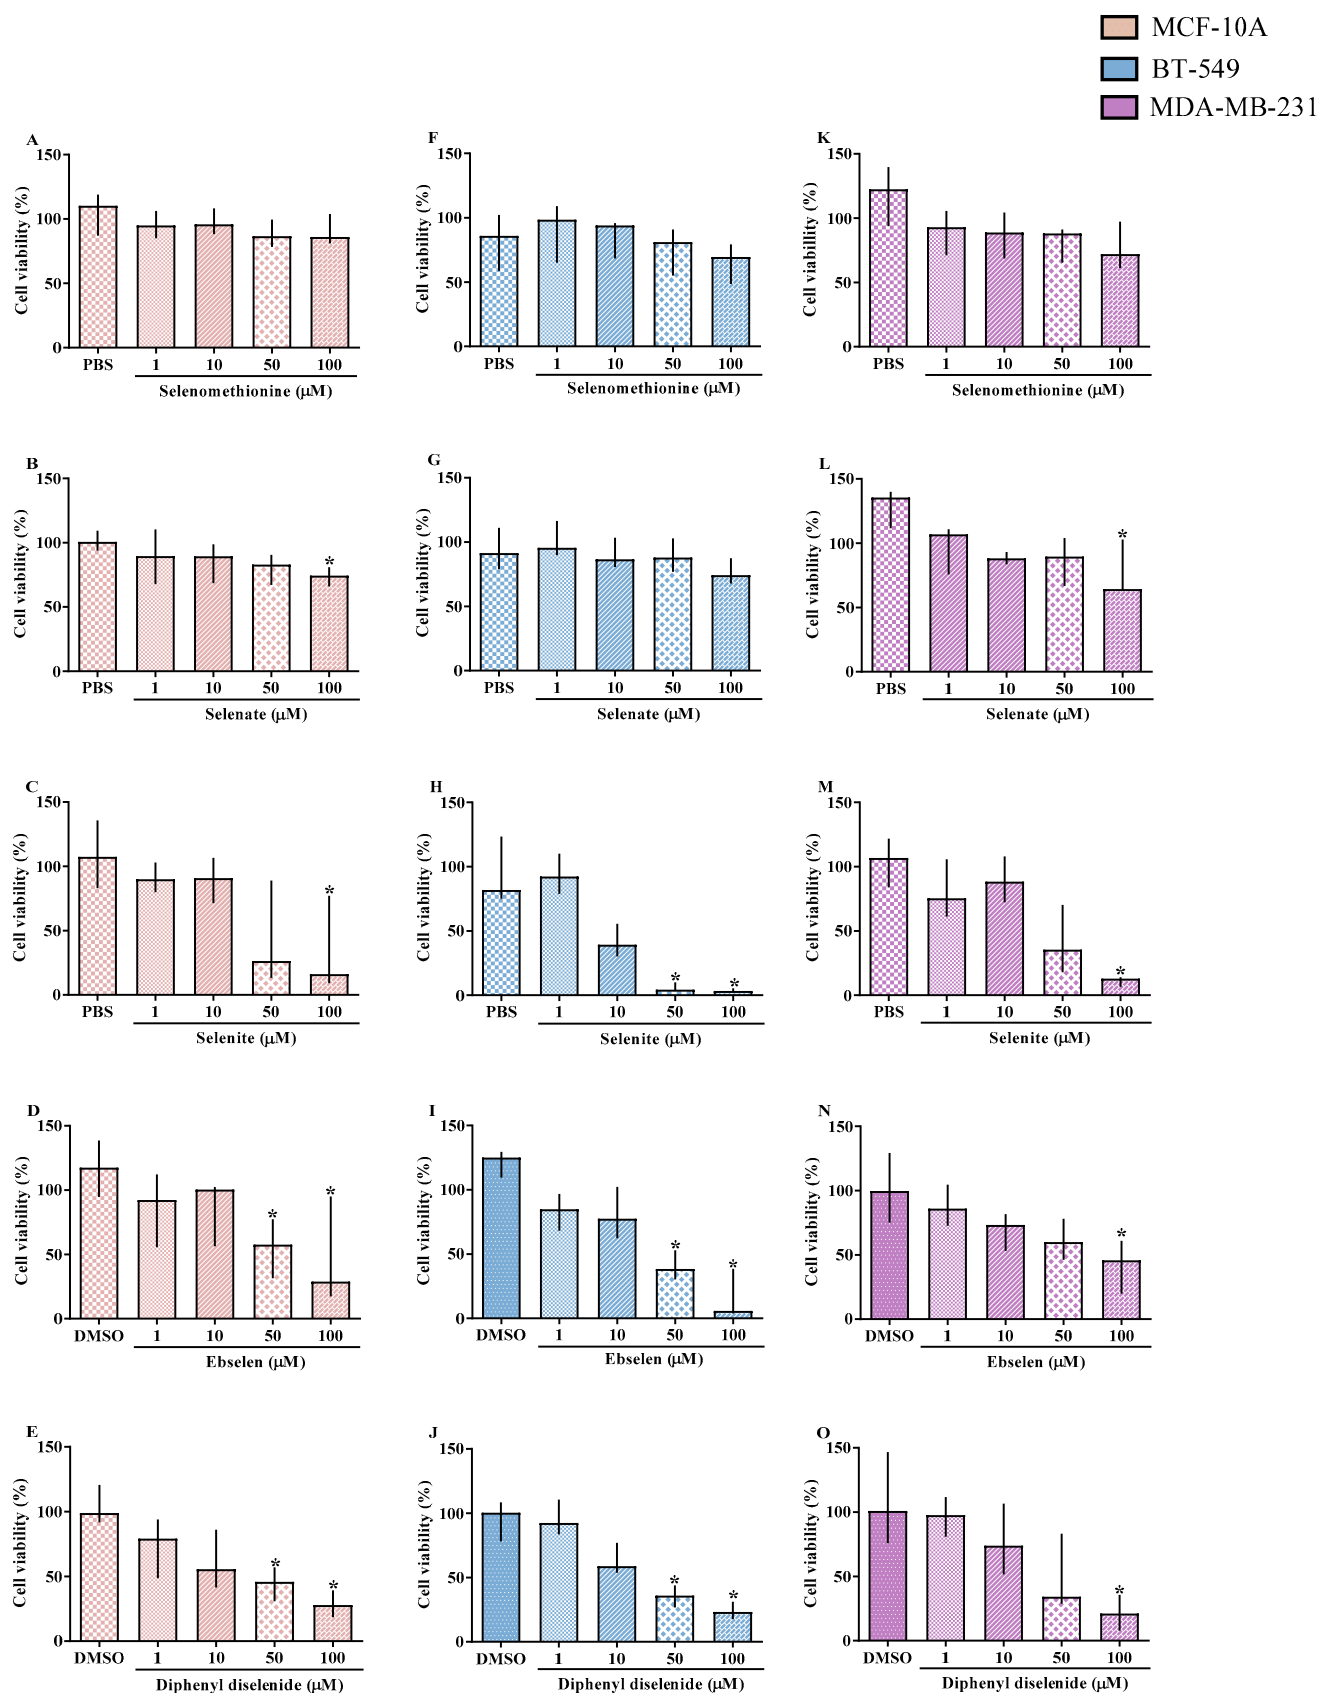 MCF-10A
BT-549
MDA-MB-231
A
Cell viability (%)
150
100
50
0
PBS 1 10 50 100
Selenomethionine (μM)
F
Cell viability (%)
150
100
50
0
PBS 1 10 50 100
Selenomethionine (μM)
K
Cell viabillity (%)
150
100
50
0
PBS 1 10 50 100
Selenomethionine (μM)
B
Cell viability (%)
150
100
50
0
*
PBS 1 10 50 100
Selenate (μM)
G
Cell viability (%)
150
100
50
0
PBS 1 10 50 100
Selenate (μM)
L
Cell viability (%)
150
100
50
0
*
PBS 1 10 50 100
Selenate (μM)
C
Cell viability (%)
150
100
50
0
*
PBS 1 10 50 100
Selenite (μM)
H
Cell viability (%)
150
100
50
0
* *
PBS 1 10 50 100
Selenite (μM)
M
Cell viability (%)
150
100
50
0
*
PBS 1 10 50 100
Selenite (μM)
D
Cell viability (%)
150
100
50
0
* *
DMSO 1 10 50 100
Ebselen (μM)
I
Cell viability (%)
150
100
50
0
* *
DMSO 1 10 50 100
Ebselen (μM)
N
Cell viability (%)
150
100
50
0
*
DMSO 1 10 50 100
Ebselen (μM)
E
Cell viability (%)
150
100
50
0
* *
DMSO 1 10 50 100
Diphenyl diselenide (μM)
J
Cell viability (%)
150
100
50
0
* *
DMSO 1 10 50 100
Diphenyl diselenide (μM)
O
Cell viability (%)
150
100
50
0
*
DMSO 1 10 50 100
Diphenyl diselenide (μM)